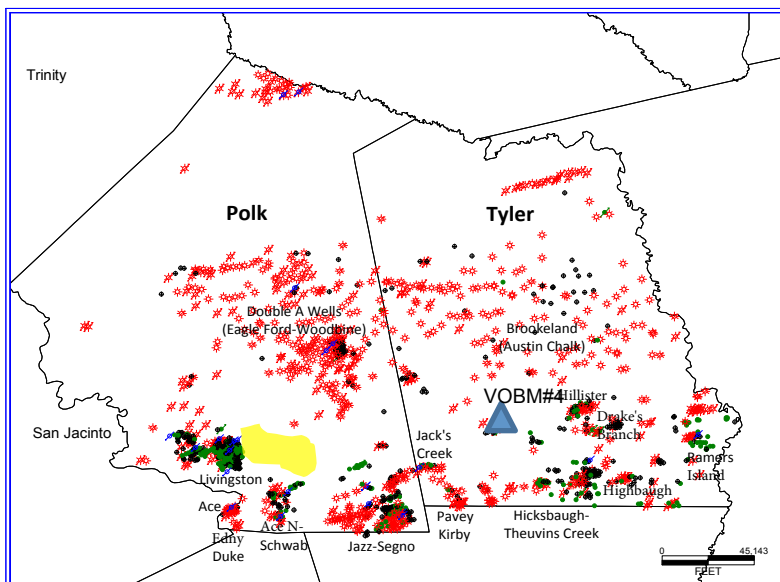 Trinity
Polk
Tyler
Double A Wells
(Eagle Ford-Woodbine)
Brookeland
(Austin Chalk)
VOBM#4
Hillister
Drake's
Branch
San Jacinto
Jack's
Creek
Ramers
Island
Livingston
Highbaugh
Ace
Ace N-
Schwab
Edny
Duke
Jazz-Segno
Pavey
Kirby
Hicksbaugh-
Theuvins Creek
0 45,143
FEET